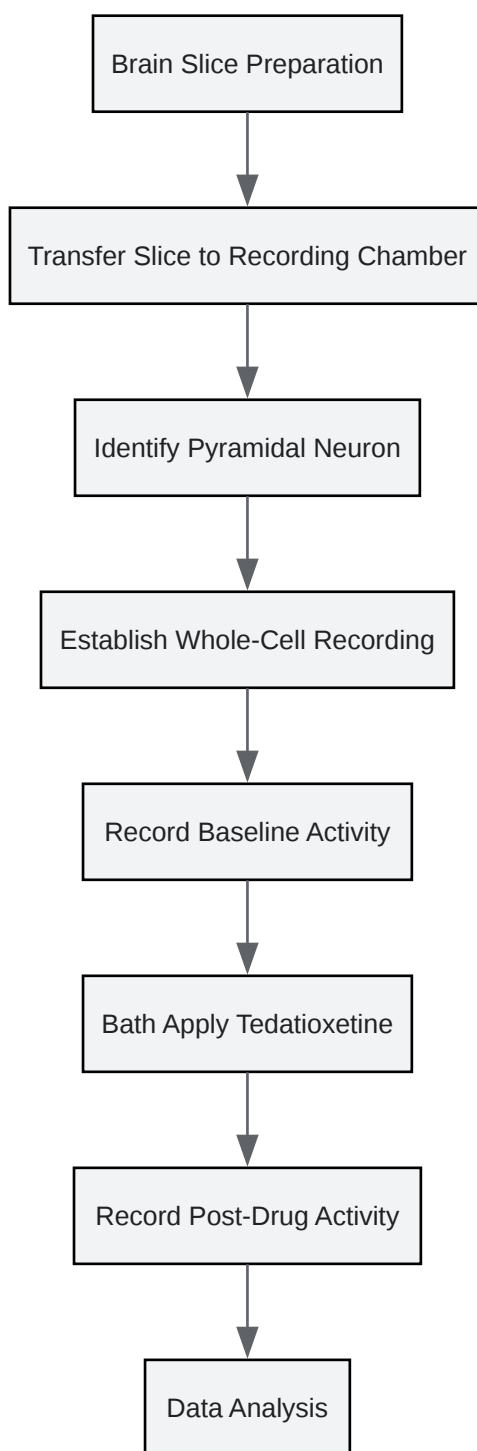 Brain Slice Preparation
Transfer Slice to Recording Chamber
Identify Pyramidal Neuron
Establish Whole-Cell Recording
Record Baseline Activity
Bath Apply Tedatioxetine
Record Post-Drug Activity
Data Analysis